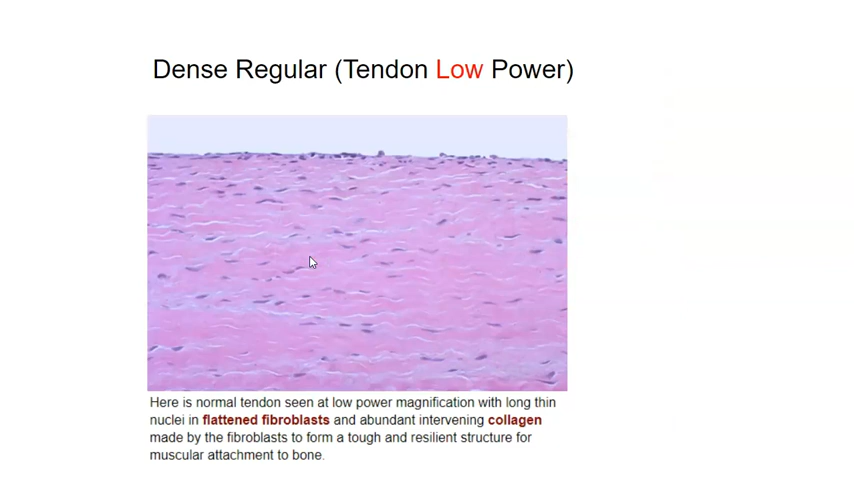 Dense Regular (Tendon Low Power)
Here is normal tendon seen at low power magnification with long thin
nuclei in flattened fibroblasts and abundant intervening collagen
made by the fibroblasts to form a tough and resilient structure for
muscular attachment to bone.